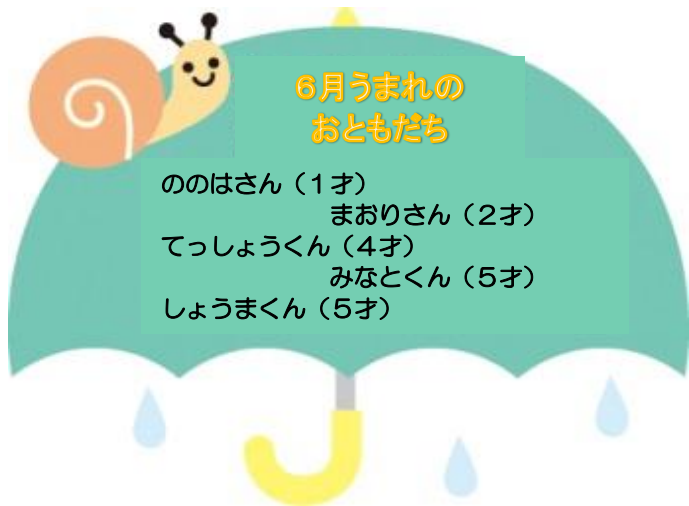 ６月うまれの
おともだち
ののはさん（１才）
まおりさん（２才）
てっしょうくん（４才）
みなとくん（５才）
しょうまくん（５才）